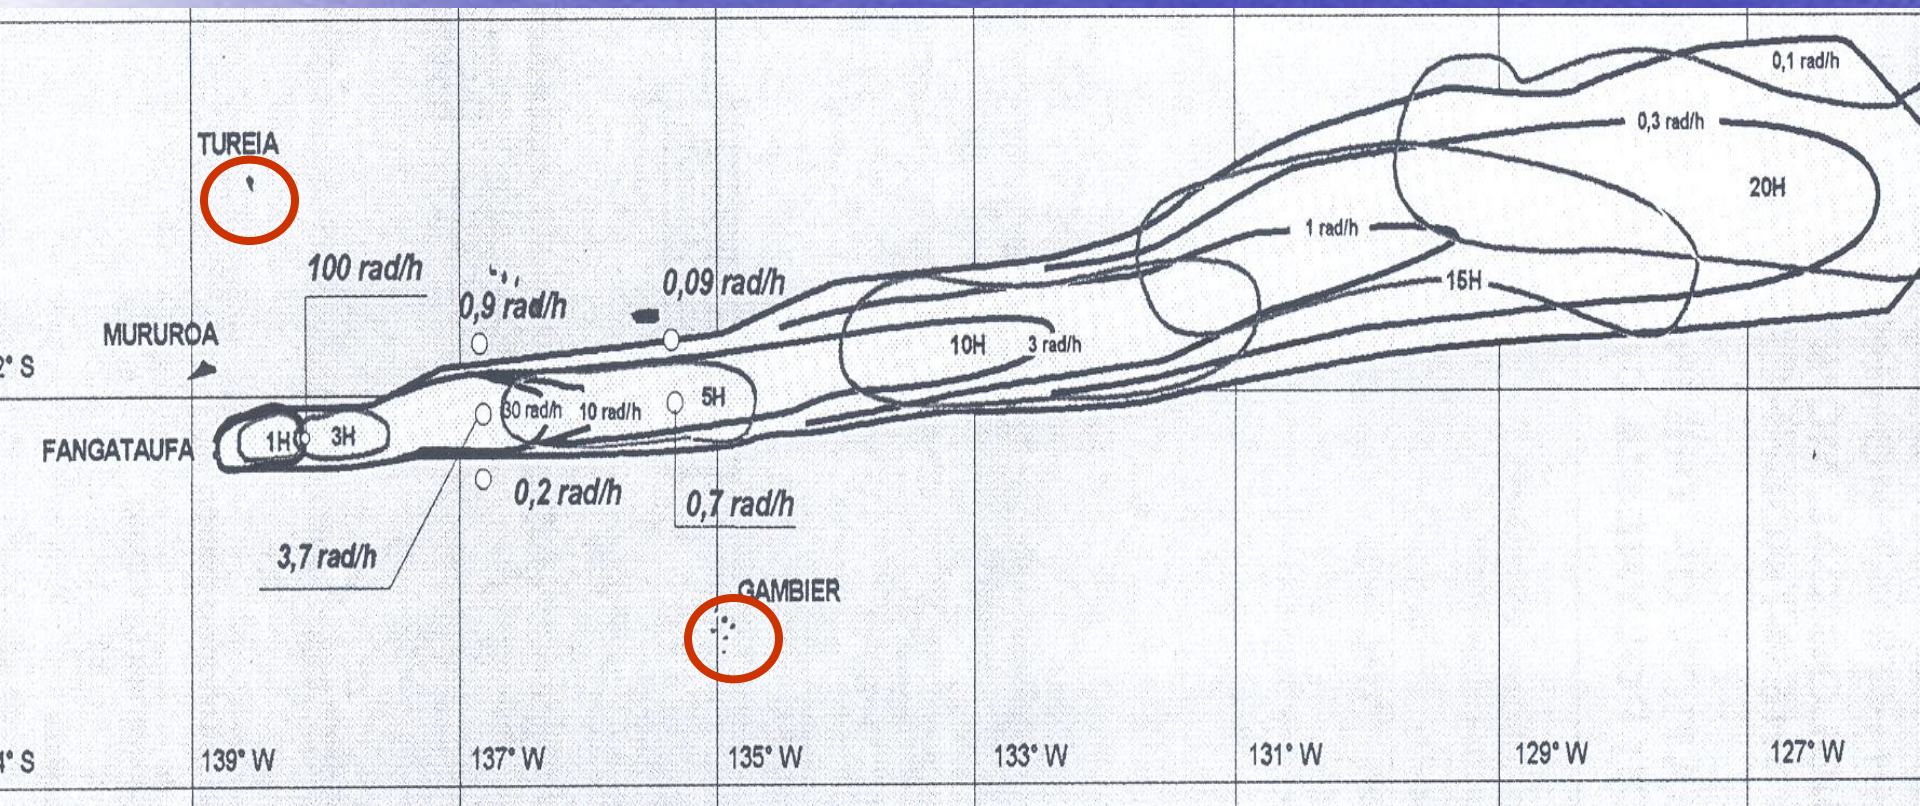 0,1 rad/h
0,3 rad/h
TUREIA
20H
1 rad/h
100 rad/h
0,09 rad/h
15H
0,9 rad/h
MURUROA
10H
3 rad/h
2° S
5H
30 rad/h
10 rad/h
1H
3H
FANGATAUFA
0,2 rad/h
0,7 rad/h
3,7 rad/h
GAMBIER
4° S
139° W
137° W
135° W
133° W
131° W
129° W
127° W